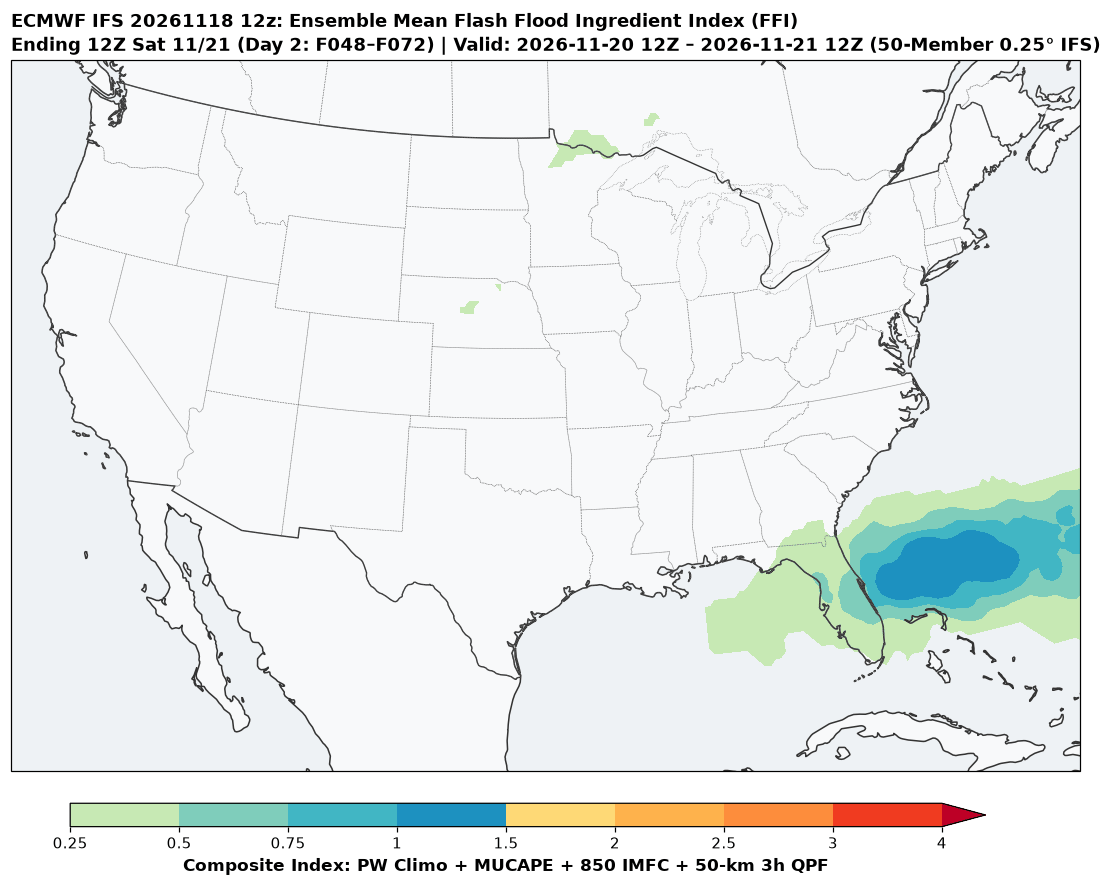 ECMWF IFS 20261118 12z: Ensemble Mean Flash Flood Ingredient Index (FFI)
Ending 12Z Sat 11/21 (Day 2: F048–F072) | Valid: 2026-11-20 12Z – 2026-11-21 12Z (50-Member 0.25° IFS)
0.25 0.5 0.75 1 1.5 2 2.5 3 4
Composite Index: PW Climo + MUCAPE + 850 IMFC + 50-km 3h QPF